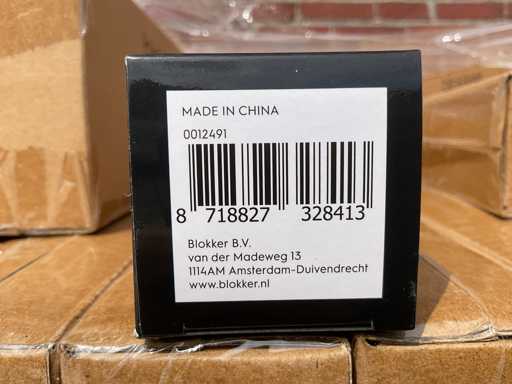 MADE IN CHINA
0012491
8 718827 328413
Blokker B.V.
van der Madeweg 13
1114AM Amsterdam-Duivendrecht
www.blokker.nl